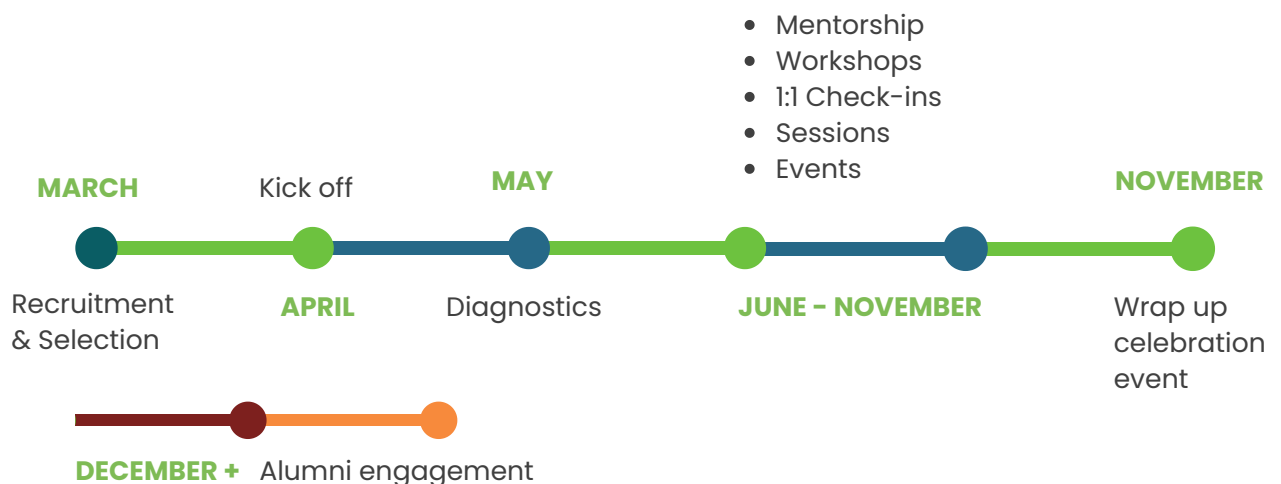 • Mentorship
• Workshops
• 1:1 Check-ins
• Sessions
• Events
MARCH
Recruitment
& Selection
Kick off
APRIL
MAY
Diagnostics
JUNE - NOVEMBER
NOVEMBER
Wrap up
celebration
event
DECEMBER + Alumni engagement